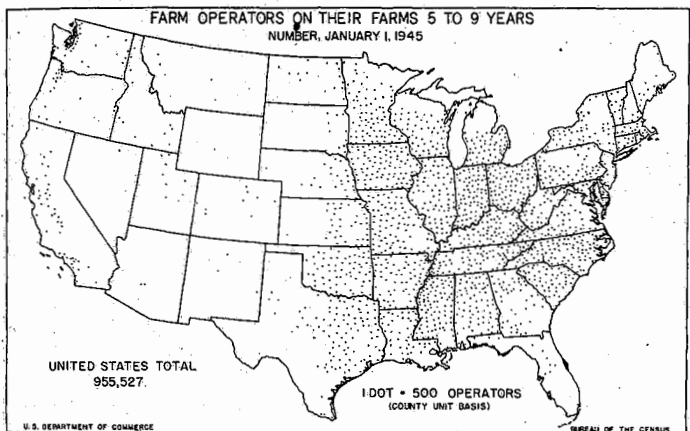 FARM OPERATORS ON THEIR FARMS 5 TO 9 YEARS
NUMBER, JANUARY 1, 1945
UNITED STATES TOTAL
955,527
1 DOT = 500 OPERATORS
(COUNTY UNIT BASIS)
U. S. DEPARTMENT OF COMMERCE
BUREAU OF THE CENSUS